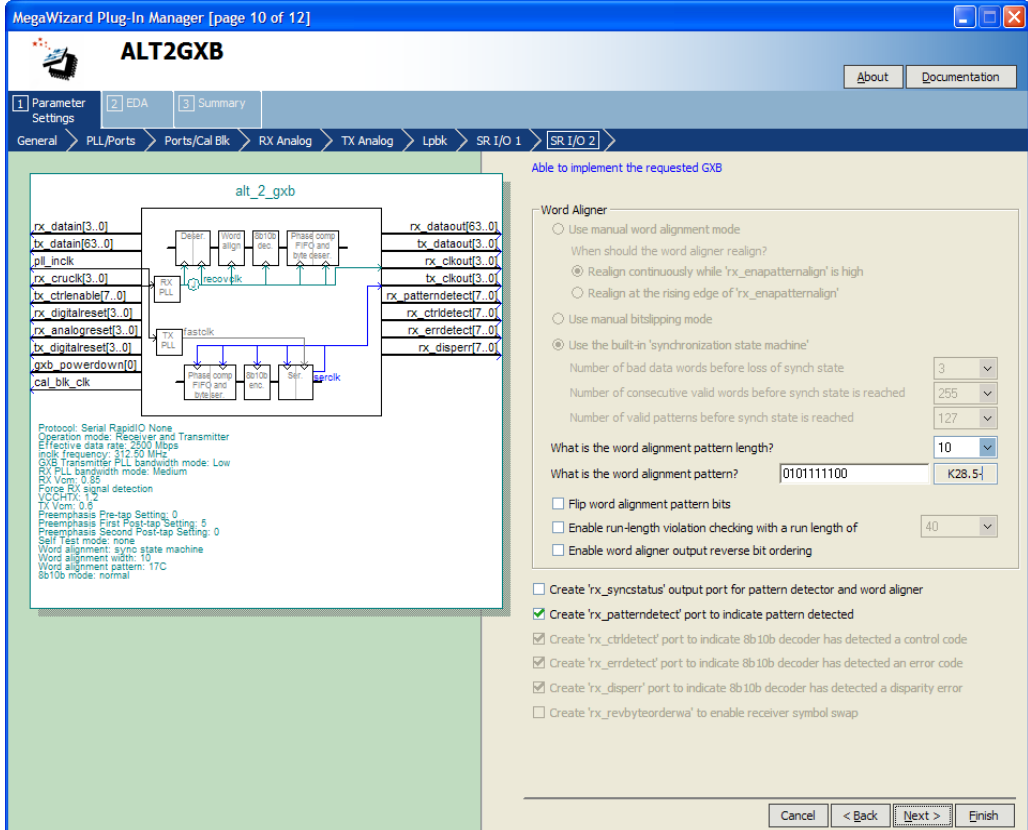 MegaWizard Plug-In Manager [page 10 of 12]
ALT2GXB
About
Documentation
1 Parameter Settings
2 EDA
3 Summary
General
PLL/Ports
Ports/Cal Blk
RX Analog
TX Analog
Lpbk
SR I/O 1
SR I/O 2
alt_2_gxb
rx_datain[3..0]
tx_datain[63..0]
pll_inclk
rx_cruclk[3..0]
tx_ctrlenable[7..0]
rx_digitalreset[3..0]
rx_analogreset[3..0]
tx_digitalreset[3..0]
gxb_powerdown[0]
cal_blk_clk
Deser.
Word align
8b10b dec.
Phase comp FIFO and byte deser.
RX PLL
recovclk
TX PLL
fastclk
Phase comp FIFO and byte ser.
8b10b enc.
Ser.
serclk
rx_dataout[63..0]
tx_dataout[3..0]
rx_clkout[3..0]
tx_clkout[3..0]
rx_patterndetect[7..0]
rx_ctrldetect[7..0]
rx_errdetect[7..0]
rx_disperr[7..0]
Protocol: Serial RapidIO None
Operation mode: Receiver and Transmitter
Effective data rate: 2500 Mbps
inclk frequency: 312.50 MHz
GXB Transmitter PLL bandwidth mode: Low
RX PLL bandwidth mode: Medium
RX Vcm: 0.85
Force RX signal detection
VCCHTX: 1.2
TX Vcm: 0.6
Preemphasis Pre-tap Setting: 0
Preemphasis First Post-tap Setting: 5
Preemphasis Second Post-tap Setting: 0
Self Test mode: none
Word alignment: sync state machine
Word alignment width: 10
Word alignment pattern: 17C
8b10b mode: normal
Able to implement the requested GXB
Word Aligner
Use manual word alignment mode
When should the word aligner realign?
Realign continuously while 'rx_enapatternalign' is high
Realign at the rising edge of 'rx_enapatternalign'
Use manual bitslipping mode
Use the built-in 'synchronization state machine'
Number of bad data words before loss of synch state 3
Number of consecutive valid words before synch state is reached 255
Number of valid patterns before synch state is reached 127
What is the word alignment pattern length? 10
What is the word alignment pattern? 0101111100 K28.5-
Flip word alignment pattern bits
Enable run-length violation checking with a run length of 40
Enable word aligner output reverse bit ordering
Create 'rx_syncstatus' output port for pattern detector and word aligner
Create 'rx_patterndetect' port to indicate pattern detected
Create 'rx_ctrldetect' port to indicate 8b10b decoder has detected a control code
Create 'rx_errdetect' port to indicate 8b10b decoder has detected an error code
Create 'rx_disperr' port to indicate 8b10b decoder has detected a disparity error
Create 'rx_revbyteorderwa' to enable receiver symbol swap
Cancel
< Back
Next >
Finish